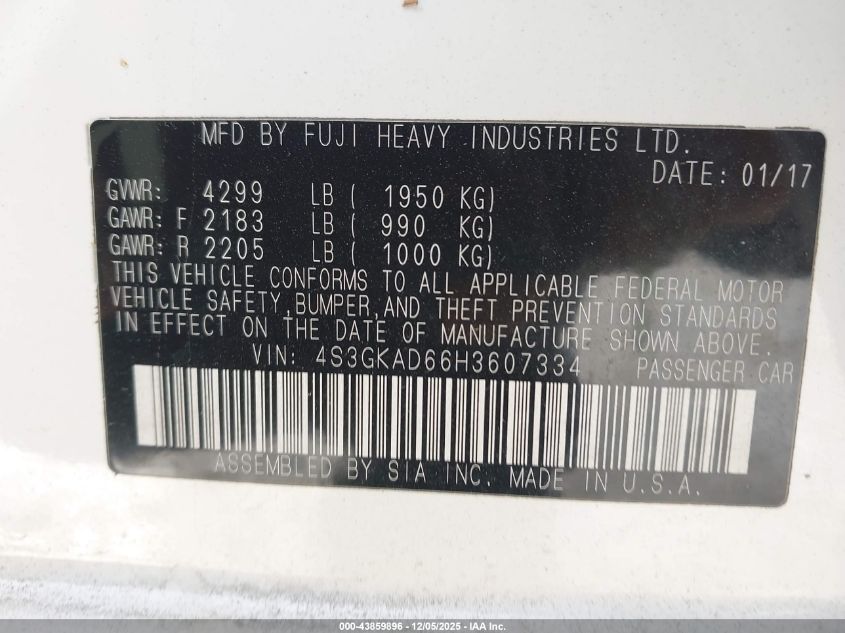 MFD BY FUJI HEAVY INDUSTRIES LTD.
DATE: 01/17
GVWR: 4299 LB ( 1950 KG)
GAWR: F 2183 LB ( 990 KG)
GAWR: R 2205 LB ( 1000 KG)
THIS VEHICLE CONFORMS TO ALL APPLICABLE FEDERAL MOTOR
VEHICLE SAFETY,BUMPER,AND THEFT PREVENTION STANDARDS
IN EFFECT ON THE DATE OF MANUFACTURE SHOWN ABOVE.
VIN: 4S3GKAD66H3607334 PASSENGER CAR
ASSEMBLED BY SIA INC. MADE IN U.S.A.
000-43859896 - 12/05/2025 - IAA Inc.